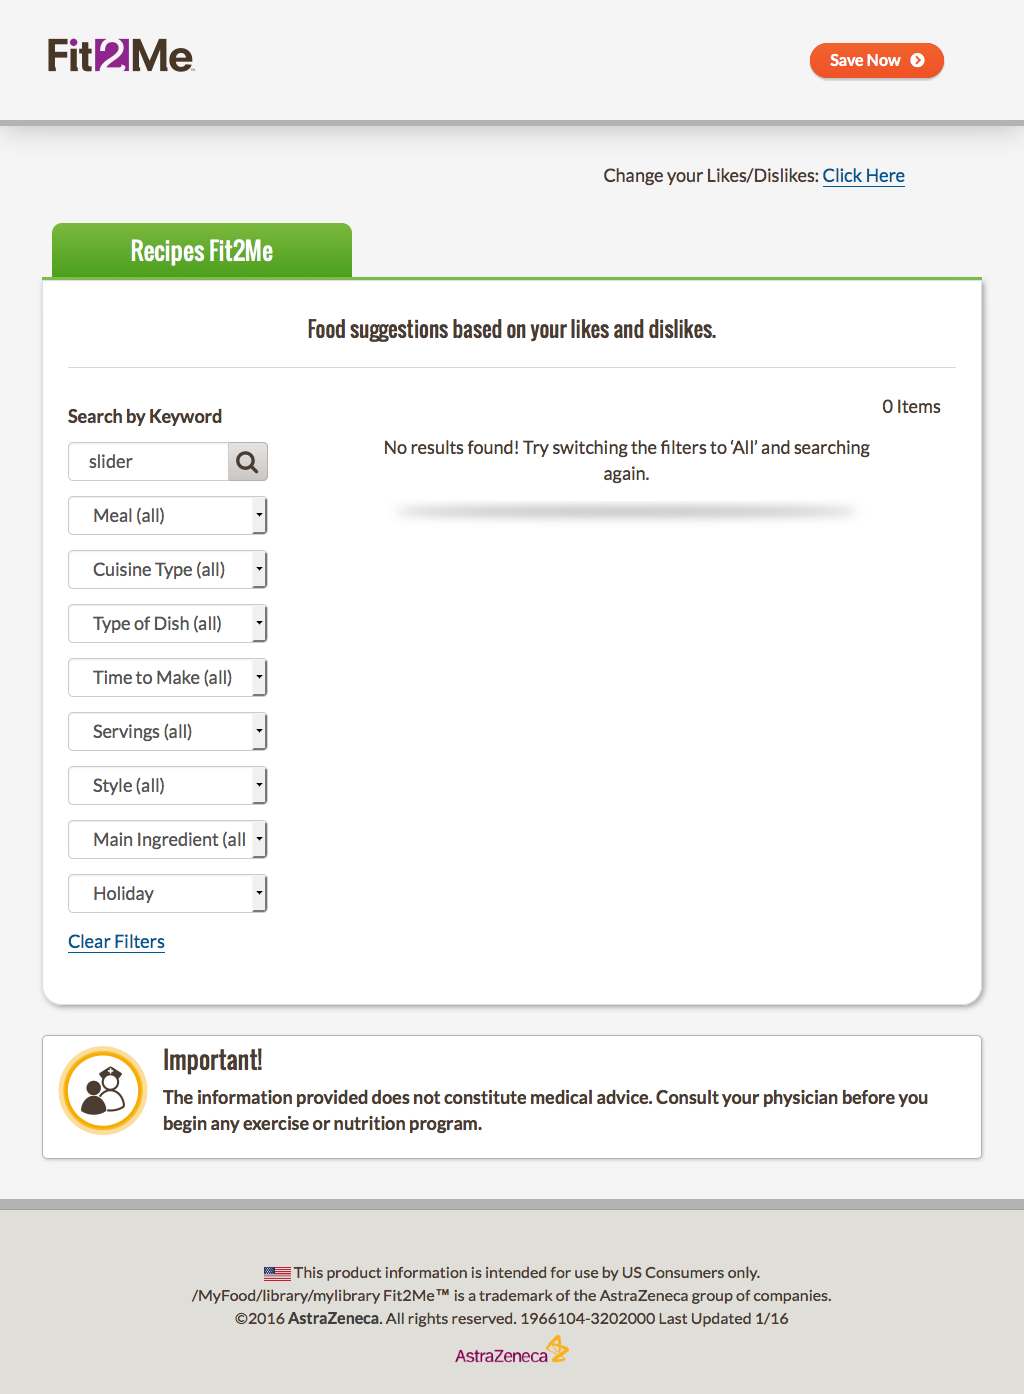 Fit2Me
Save Now
Change your Likes/Dislikes: Click Here
Recipes Fit2Me
Food suggestions based on your likes and dislikes.
Search by Keyword
0 Items
slider
No results found! Try switching the filters to ‘All’ and searching
again.
Meal (all)
Cuisine Type (all)
Type of Dish (all)
Time to Make (all)
Servings (all)
Style (all)
Main Ingredient (all
Holiday
Clear Filters
Important!
The information provided does not constitute medical advice. Consult your physician before you
begin any exercise or nutrition program.
This product information is intended for use by US Consumers only.
/MyFood/library/mylibrary Fit2Me™ is a trademark of the AstraZeneca group of companies.
©2016 AstraZeneca. All rights reserved. 1966104-3202000 Last Updated 1/16
AstraZeneca